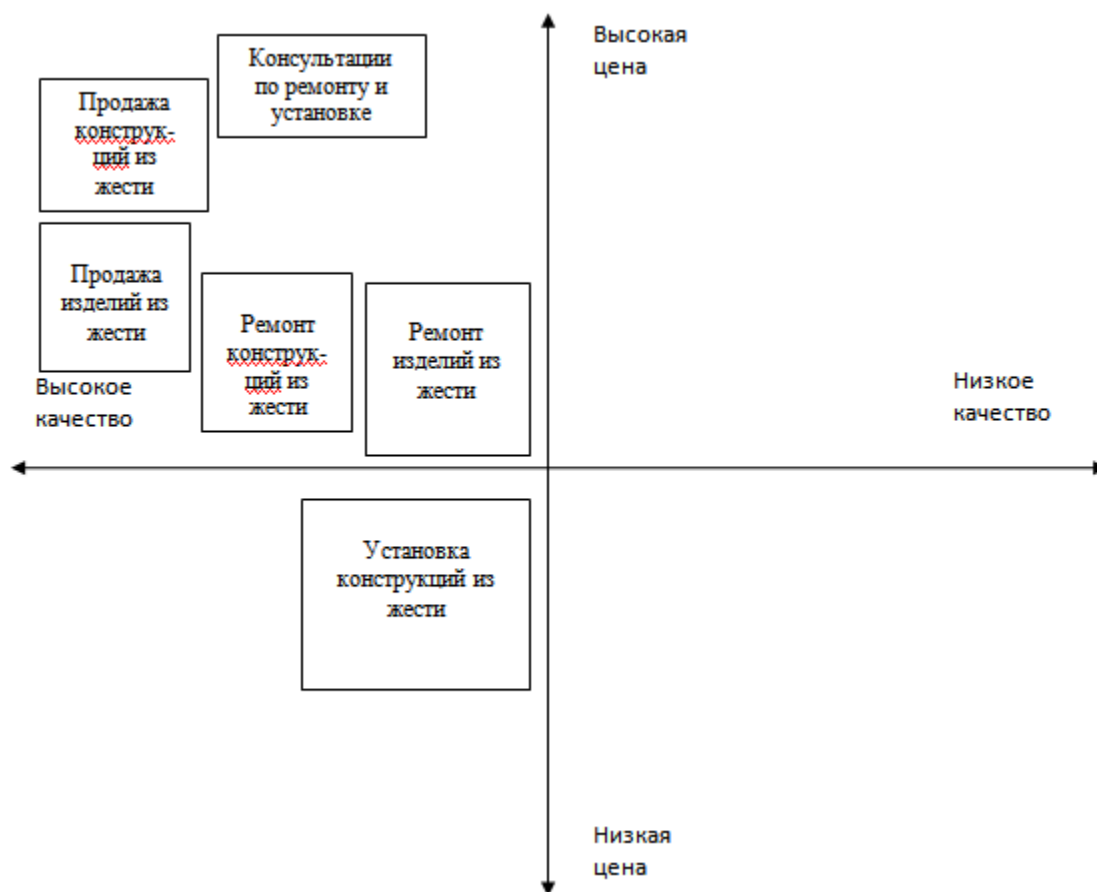 Высокая
цена
Консультации
по ремонту и
установке
Продажа
конструк-
ций из
жести
Продажа
изделий из
жести
Ремонт
конструк-
ций из
жести
Ремонт
изделий из
жести
Высокое
качество
Низкое
качество
Установка
конструкций из
жести
Низкая
цена